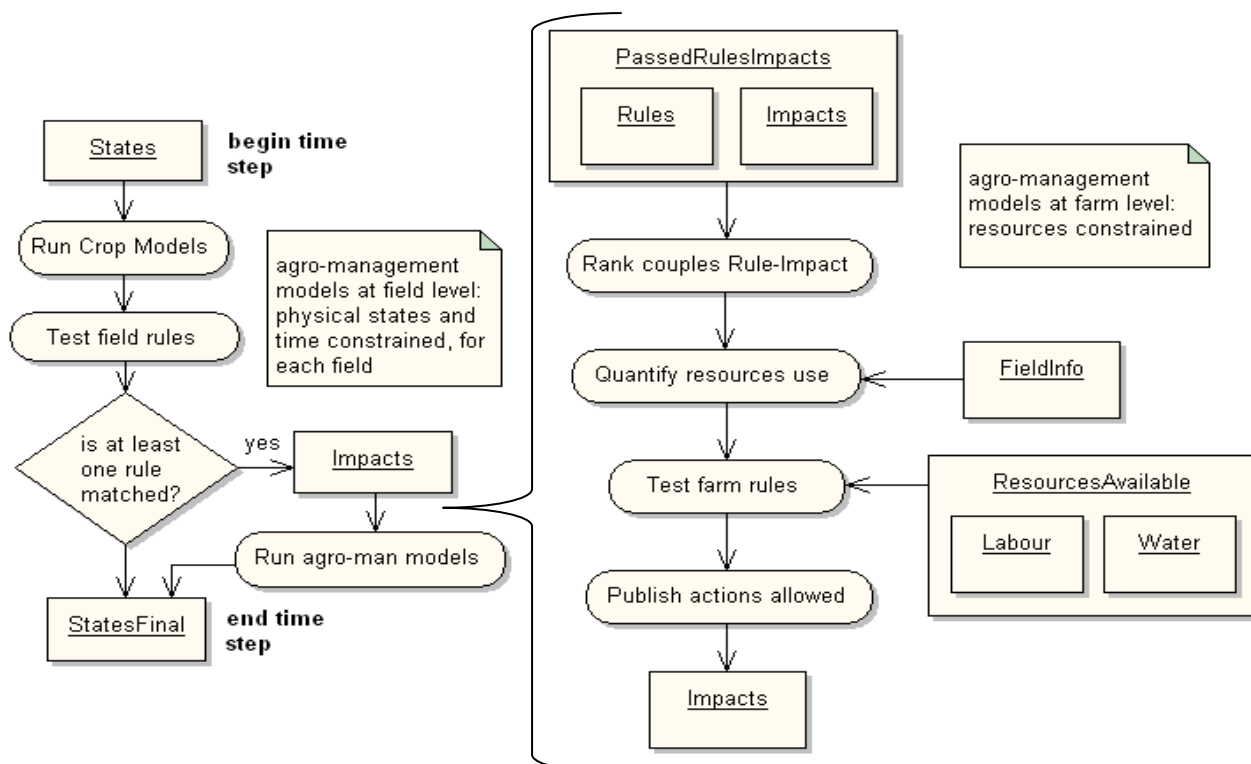 States
begin time
step
Run Crop Models
Test field rules
agro-management
models at field level:
physical states and
time constrained, for
each field
is at least
one rule
matched?
yes
Impacts
Run agro-man models
StatesFinal
end time
step
PassedRulesImpacts
Rules
Impacts
agro-management
models at farm level:
resources constrained
Rank couples Rule-Impact
Quantify resources use
FieldInfo
Test farm rules
ResourcesAvailable
Labour
Water
Publish actions allowed
Impacts